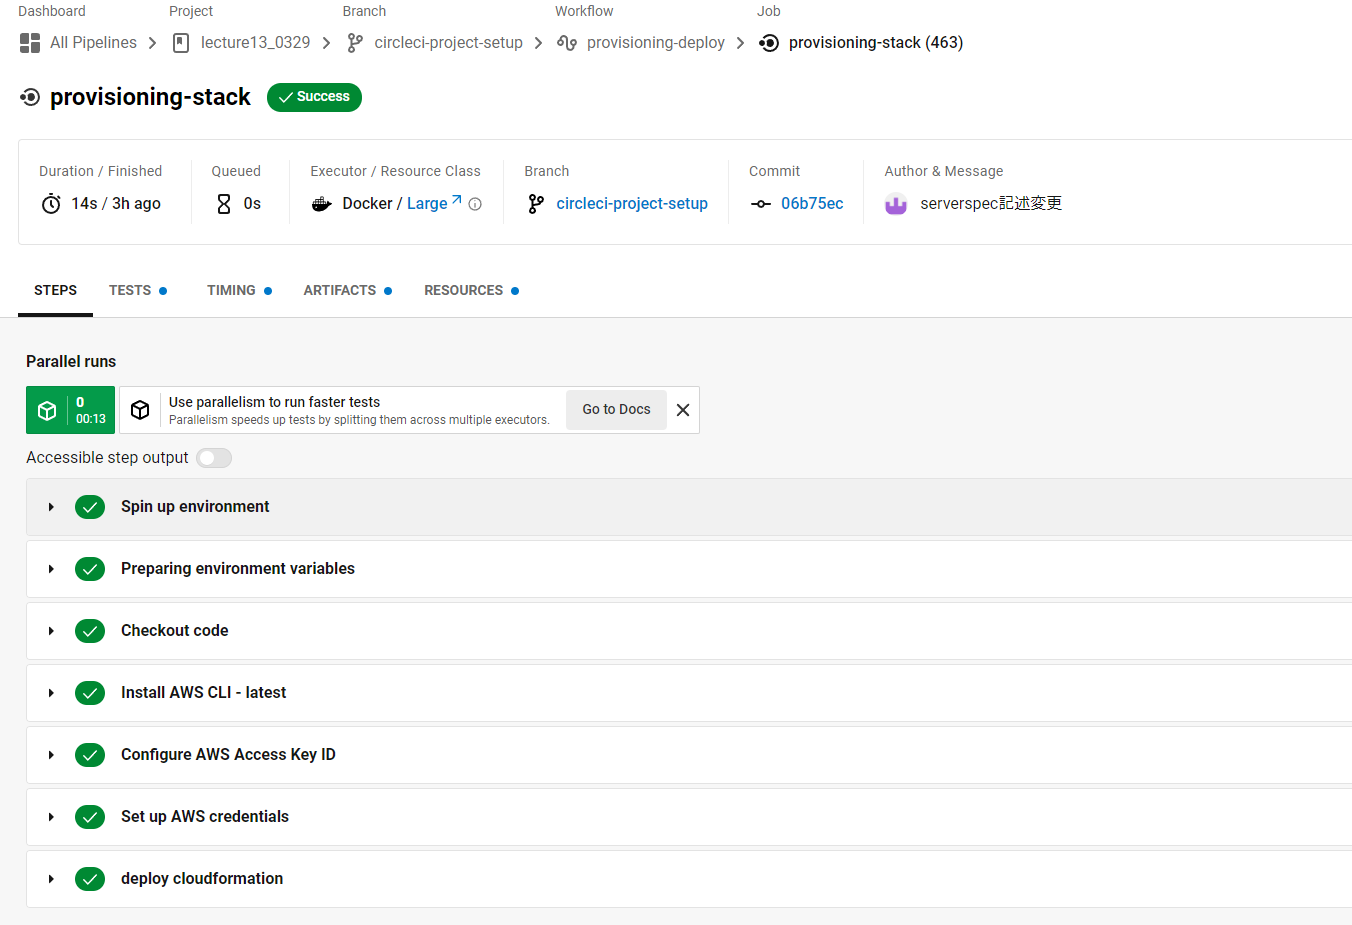 Dashboard Project Branch Workflow Job
All Pipelines lecture13_0329 circleci-project-setup provisioning-deploy provisioning-stack (463)
provisioning-stack Success
Duration / Finished Queued Executor / Resource Class Branch Commit Author & Message
14s / 3h ago 0s Docker / Large circleci-project-setup 06b75ec serverspec記述変更
STEPS TESTS TIMING ARTIFACTS RESOURCES
Parallel runs
0
00:13
Use parallelism to run faster tests
Parallelism speeds up tests by splitting them across multiple executors.
Go to Docs
Accessible step output
Spin up environment
Preparing environment variables
Checkout code
Install AWS CLI - latest
Configure AWS Access Key ID
Set up AWS credentials
deploy cloudformation